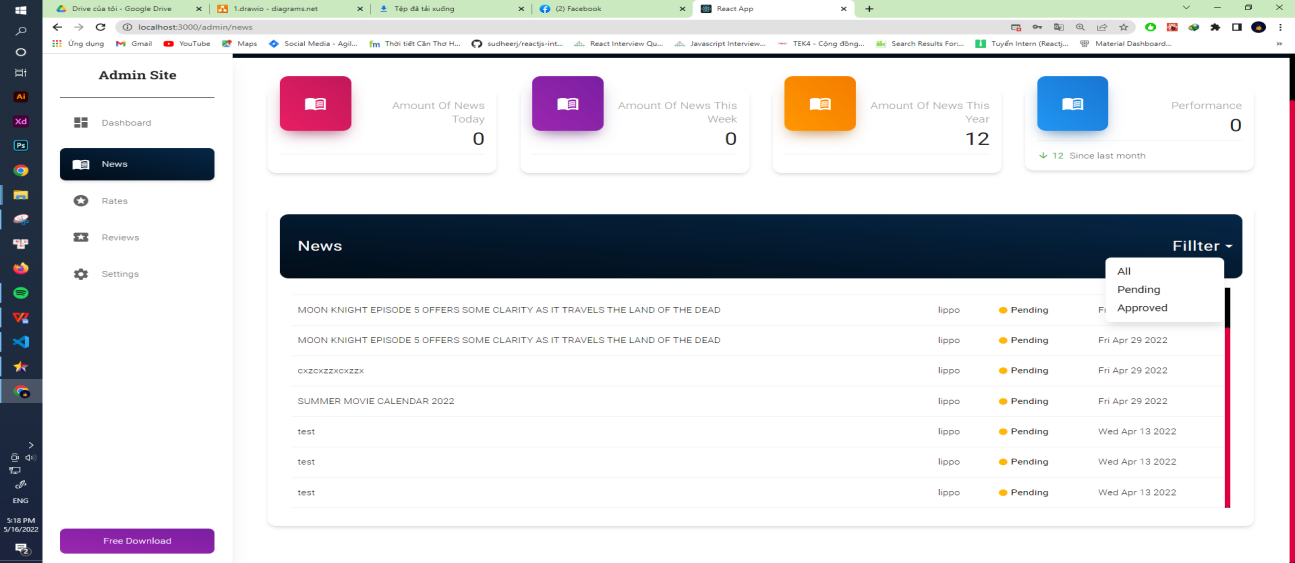 Drive của tôi - Google Drive
1.drawio - diagrams.net
Tệp đã tải xuống
(2) Facebook
React App
localhost:3000/admin/news
Ứng dụng
Gmail
YouTube
Maps
Social Media - Agil...
Thời tiết Cần Thơ H...
sudheerj/reactjs-int...
React Interview Qu...
Javascript Interview...
TEK4 - Cộng đồng...
Search Results For:...
Tuyển Intern (Reactj...
Material Dashboard...
Ai
Xd
Ps
ENG
5:18 PM
5/16/2022
2
Admin Site
Dashboard
News
Rates
Reviews
Settings
Free Download
Amount Of News
Today
0
Amount Of News This
Week
0
Amount Of News This
Year
12
Performance
0
12 Since last month
News
Fillter
All
Pending
Approved
MOON KNIGHT EPISODE 5 OFFERS SOME CLARITY AS IT TRAVELS THE LAND OF THE DEAD lippo Pending
MOON KNIGHT EPISODE 5 OFFERS SOME CLARITY AS IT TRAVELS THE LAND OF THE DEAD lippo Pending Fri Apr 29 2022
cxzcxzzxcxzzx lippo Pending Fri Apr 29 2022
SUMMER MOVIE CALENDAR 2022 lippo Pending Fri Apr 29 2022
test lippo Pending Wed Apr 13 2022
test lippo Pending Wed Apr 13 2022
test lippo Pending Wed Apr 13 2022